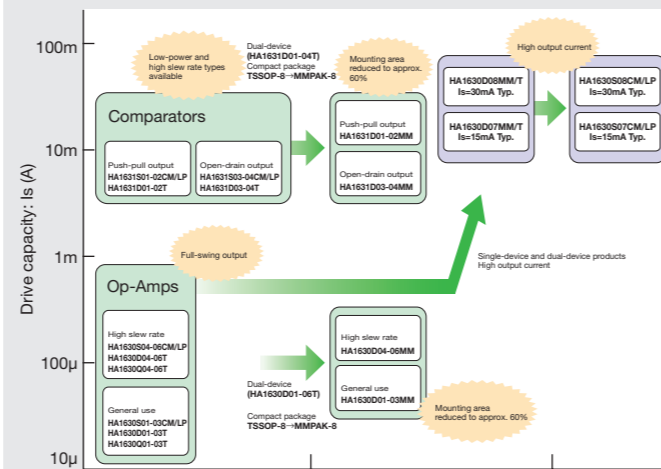 Drive capacity: Is (A)
100m
10m
1m
100μ
10μ
Low-power and
high slew rate types
available
Dual-device
(HA1631D01-04T)
Compact package
TSSOP-8→MMPAK-8
Mounting area
reduced to approx.
60%
High output current
Comparators
Push-pull output
HA1631S01-02CM/LP
HA1631D01-02T
Open-drain output
HA1631S03-04CM/LP
HA1631D03-04T
Push-pull output
HA1631D01-02MM
Open-drain output
HA1631D03-04MM
HA1630D08MM/T
Is=30mA Typ.
HA1630D07MM/T
Is=15mA Typ.
HA1630S08CM/LP
Is=30mA Typ.
HA1630S07CM/LP
Is=15mA Typ.
Full-swing output
Single-device and dual-device products
High output current
Op-Amps
High slew rate
HA1630S04-06CM/LP
HA1630D04-06T
HA1630Q04-06T
General use
HA1630S01-03CM/LP
HA1630D01-03T
HA1630Q01-03T
Dual-device
(HA1630D01-06T)
Compact package
TSSOP-8→MMPAK-8
High slew rate
HA1630D04-06MM
General use
HA1630D01-03MM
Mounting area
reduced to approx. 60%